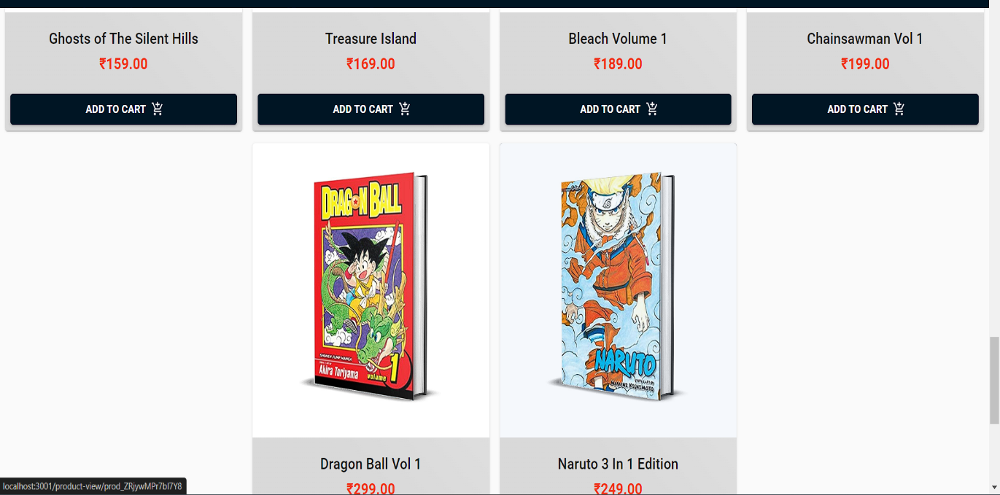 Ghosts of The Silent Hills
₹159.00
ADD TO CART
Treasure Island
₹169.00
ADD TO CART
Bleach Volume 1
₹189.00
ADD TO CART
Chainsawman Vol 1
₹199.00
ADD TO CART
DRAGON BALL
SHONEN JUMP MANGA
Akira Toriyama
volume 1
NARUTO
MASASHI KISHIMOTO
Dragon Ball Vol 1
₹299.00
Naruto 3 In 1 Edition
₹249.00
localhost:3001/product-view/prod_ZRjywMPr7bl7Y8